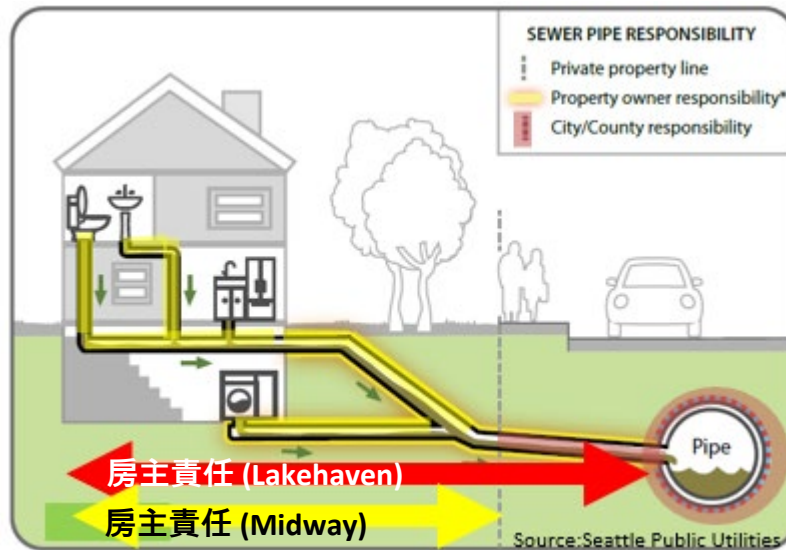 SEWER PIPE RESPONSIBILITY
Private property line
Property owner responsibility*
City/County responsibility
Pipe
房主責任 (Lakehaven)
房主責任 (Midway)
Source:Seattle Public Utilities